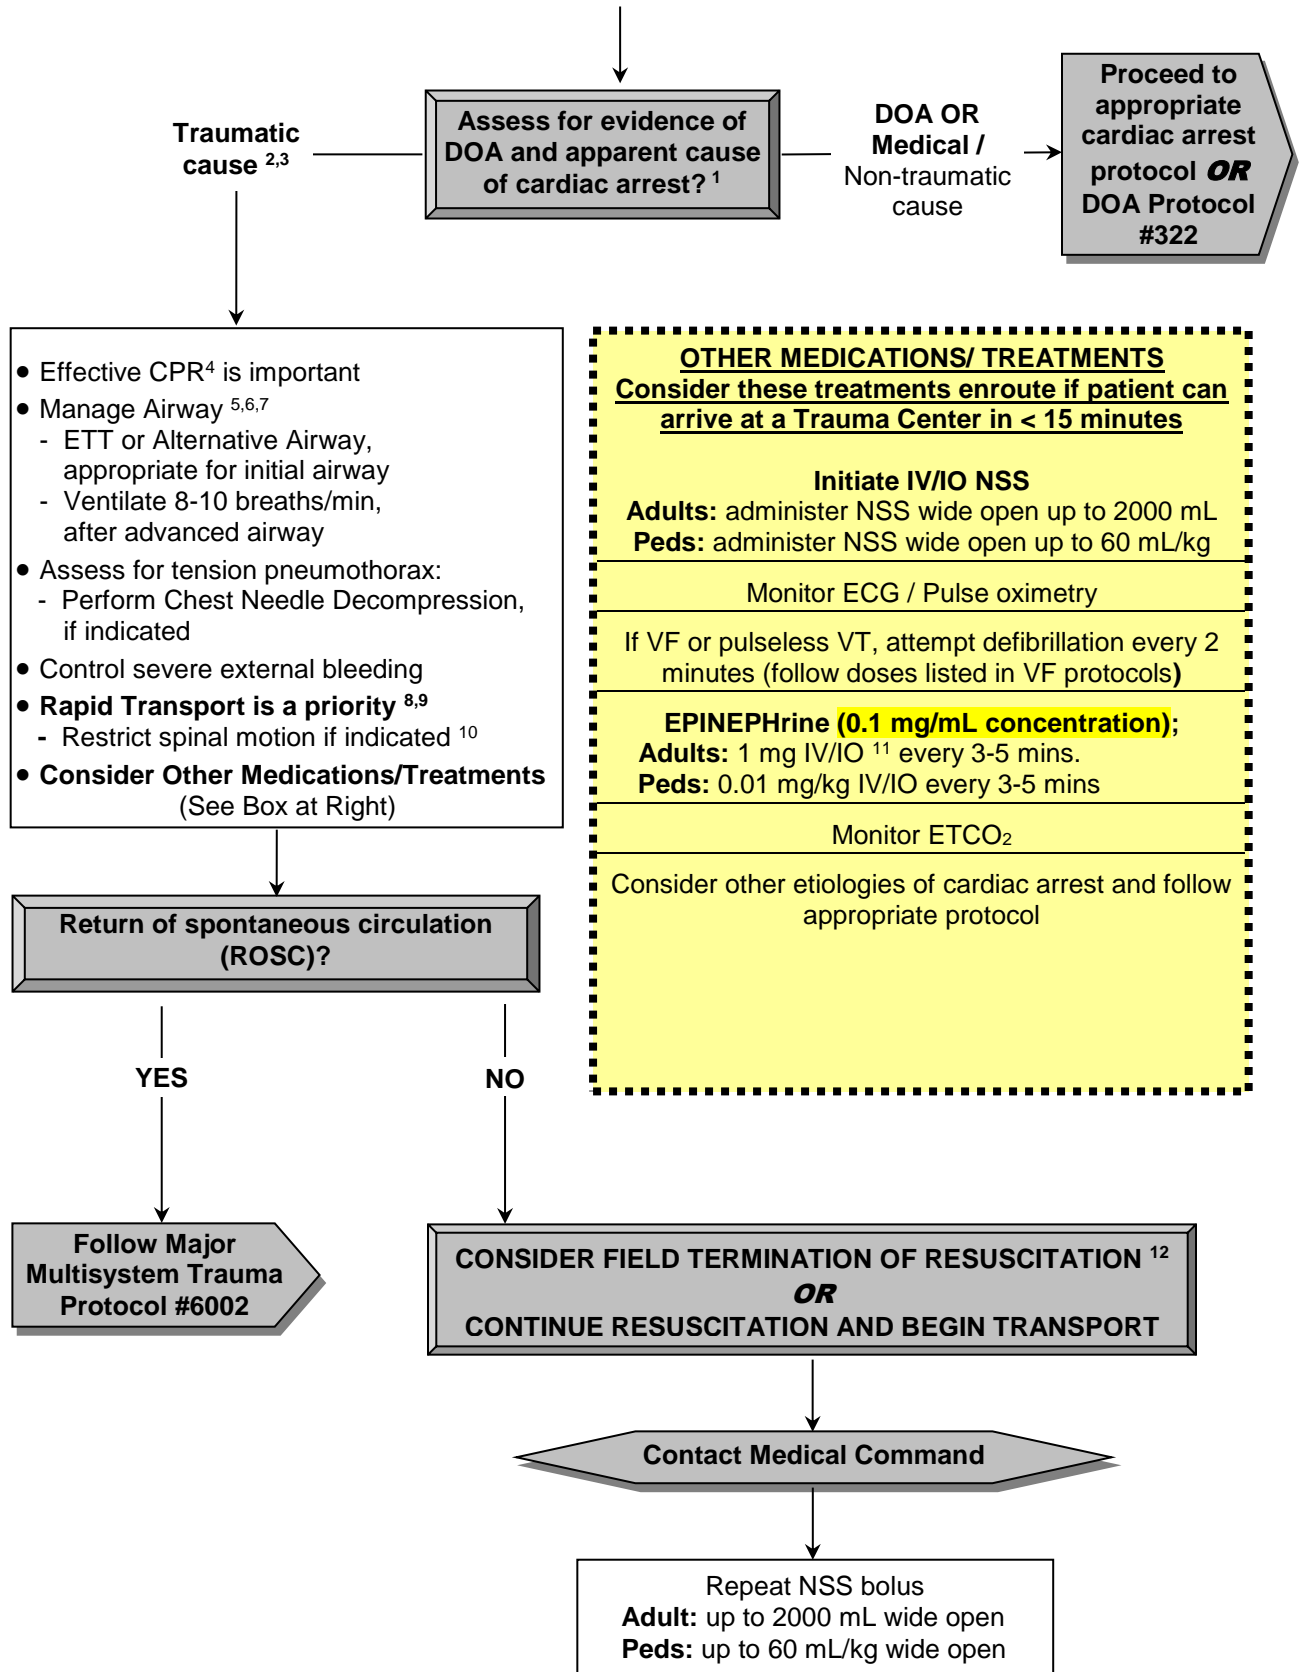 Assess for evidence of
DOA and apparent cause
of cardiac arrest? 1
Traumatic
cause 2,3
DOA OR
Medical /
Non-traumatic
cause
Proceed to
appropriate
cardiac arrest
protocol OR
DOA Protocol
#322
• Effective CPR4 is important
• Manage Airway 5,6,7
- ETT or Alternative Airway,
appropriate for initial airway
- Ventilate 8-10 breaths/min,
after advanced airway
• Assess for tension pneumothorax:
- Perform Chest Needle Decompression,
if indicated
• Control severe external bleeding
• Rapid Transport is a priority 8,9
- Restrict spinal motion if indicated 10
• Consider Other Medications/Treatments
(See Box at Right)
OTHER MEDICATIONS/ TREATMENTS
Consider these treatments enroute if patient can
arrive at a Trauma Center in < 15 minutes
Initiate IV/IO NSS
Adults: administer NSS wide open up to 2000 mL
Peds: administer NSS wide open up to 60 mL/kg
Monitor ECG / Pulse oximetry
If VF or pulseless VT, attempt defibrillation every 2
minutes (follow doses listed in VF protocols)
EPINEPHrine (0.1 mg/mL concentration);
Adults: 1 mg IV/IO 11 every 3-5 mins.
Peds: 0.01 mg/kg IV/IO every 3-5 mins
Monitor ETCO2
Consider other etiologies of cardiac arrest and follow
appropriate protocol
Return of spontaneous circulation
(ROSC)?
YES
NO
Follow Major
Multisystem Trauma
Protocol #6002
CONSIDER FIELD TERMINATION OF RESUSCITATION 12
OR
CONTINUE RESUSCITATION AND BEGIN TRANSPORT
Contact Medical Command
Repeat NSS bolus
Adult: up to 2000 mL wide open
Peds: up to 60 mL/kg wide open